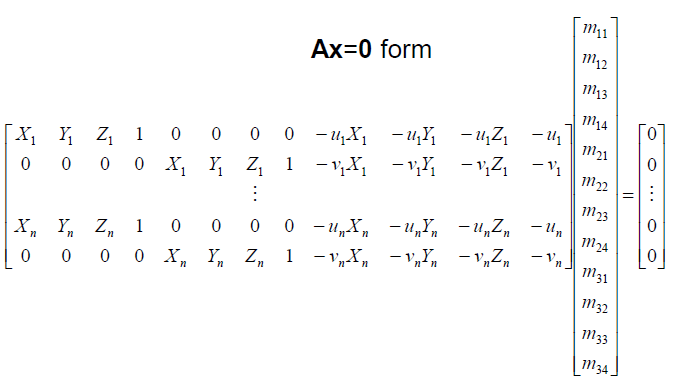 Ax=0 form
X₁ Y₁ Z₁ 1 0 0 0 0 −u₁X₁ −u₁Y₁ −u₁Z₁ −u₁
0 0 0 0 X₁ Y₁ Z₁ 1 −v₁X₁ −v₁Y₁ −v₁Z₁ −v₁
⋮
Xₙ Yₙ Zₙ 1 0 0 0 0 −uₙXₙ −uₙYₙ −uₙZₙ −uₙ
0 0 0 0 Xₙ Yₙ Zₙ 1 −vₙXₙ −vₙYₙ −vₙZₙ −vₙ
m₁₁
m₁₂
m₁₃
m₁₄
m₂₁
m₂₂
m₂₃
m₂₄
m₃₁
m₃₂
m₃₃
m₃₄
=
0
0
⋮
0
0